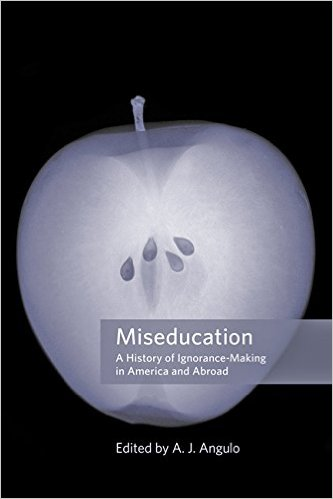 Miseducation
A History of Ignorance-Making
in America and Abroad
Edited by A. J. Angulo